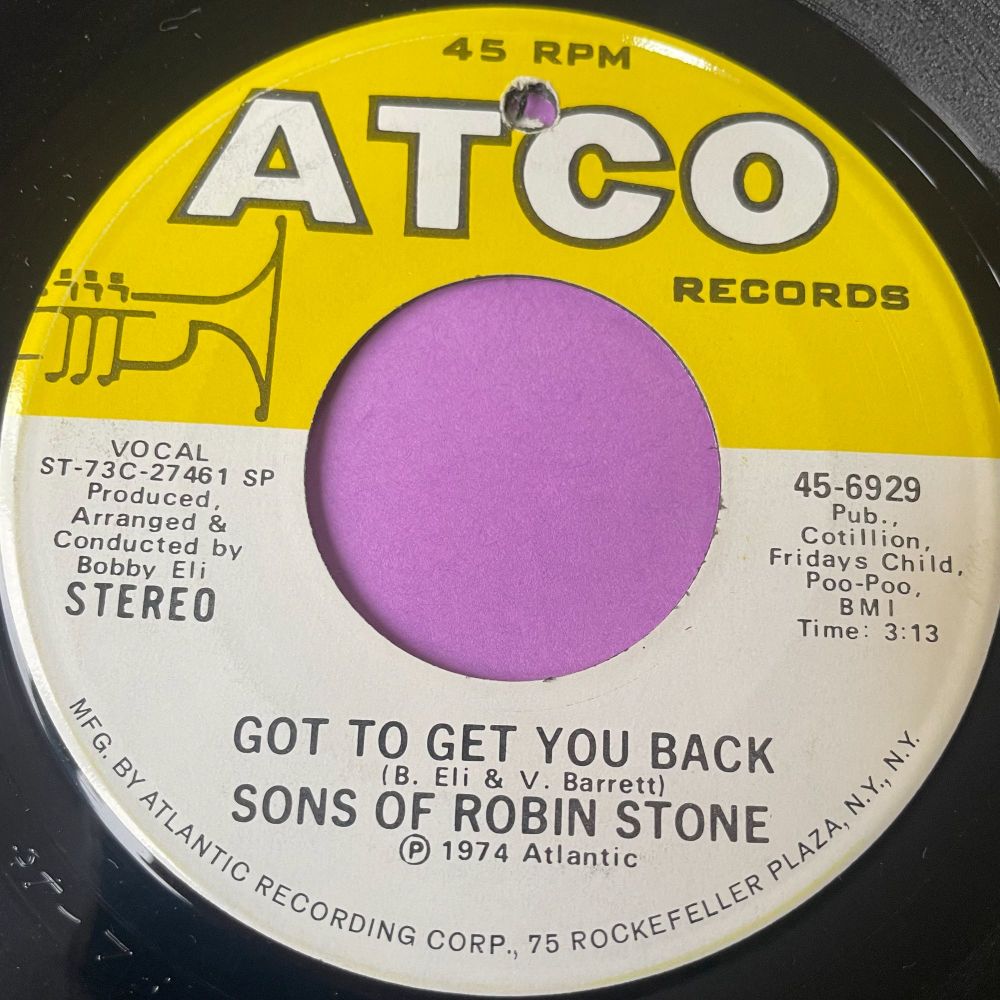 45 RPM
ATCO
RECORDS
VOCAL
ST-73C-27461 SP
Produced,
Arranged &
Conducted by
Bobby Eli
STEREO
45-6929
Pub.,
Cotillion,
Fridays Child,
Poo-Poo,
BMI
Time: 3:13
GOT TO GET YOU BACK
(B. Eli & V. Barrett)
SONS OF ROBIN STONE
Ⓟ 1974 Atlantic
MFG. BY ATLANTIC RECORDING CORP., 75 ROCKEFELLER PLAZA, N.Y., N.Y.
ST-7